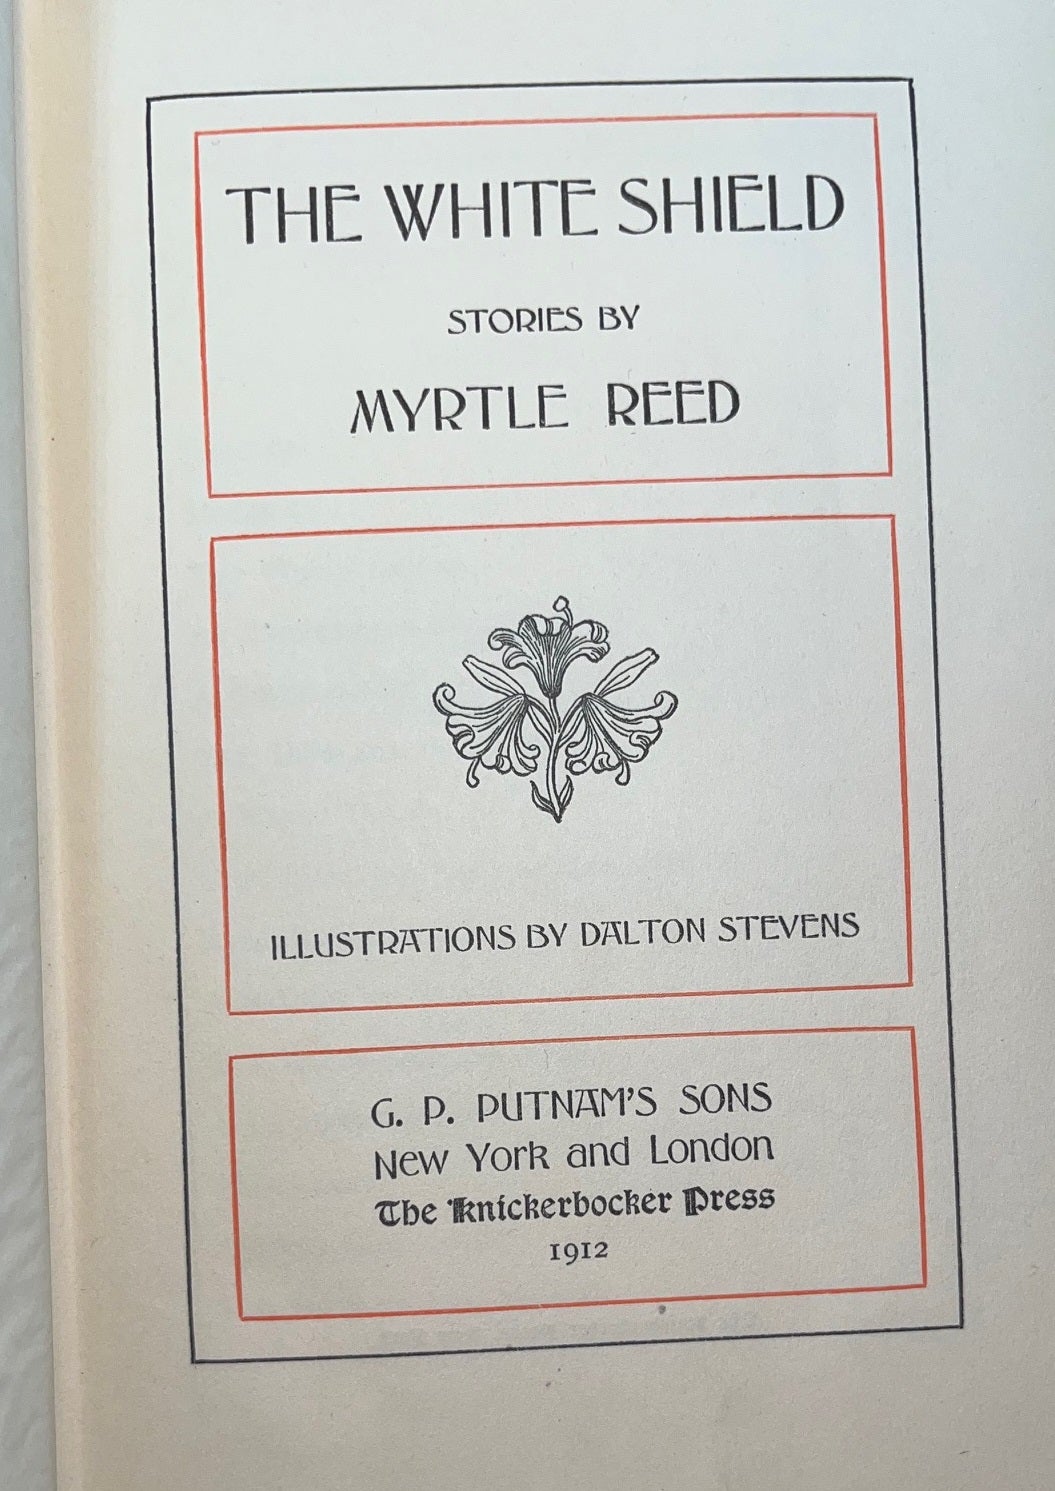 THE WHITE SHIELD
STORIES BY
MYRTLE REED
ILLUSTRATIONS BY DALTON STEVENS
G. P. PUTNAM'S SONS
New York and London
The Knickerbocker Press
1912